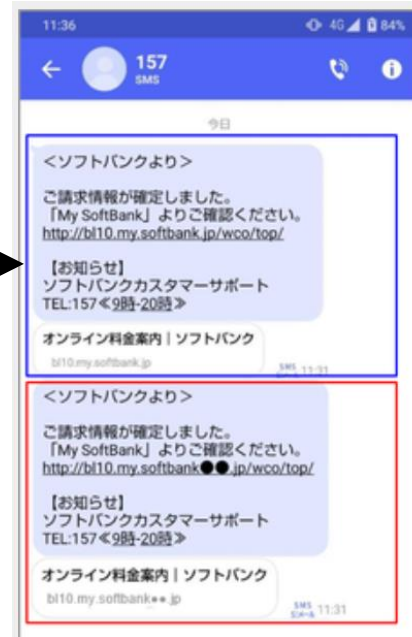 11:36
4G 84%
157
SMS
今日
<ソフトバンクより>
ご請求情報が確定しました。
「My SoftBank」よりご確認ください。
http://bl10.my.softbank.jp/wco/top/
【お知らせ】
ソフトバンクカスタマーサポート
TEL:157≪9時-20時≫
オンライン料金案内 | ソフトバンク
bl10.my.softbank.jp
SMS 11:31
<ソフトバンクより>
ご請求情報が確定しました。
「My SoftBank」よりご確認ください。
http://bl10.my.softbank●●.jp/wco/top/
【お知らせ】
ソフトバンクカスタマーサポート
TEL:157≪9時-20時≫
オンライン料金案内 | ソフトバンク
bl10.my.softbank●●.jp
SMS 11:31